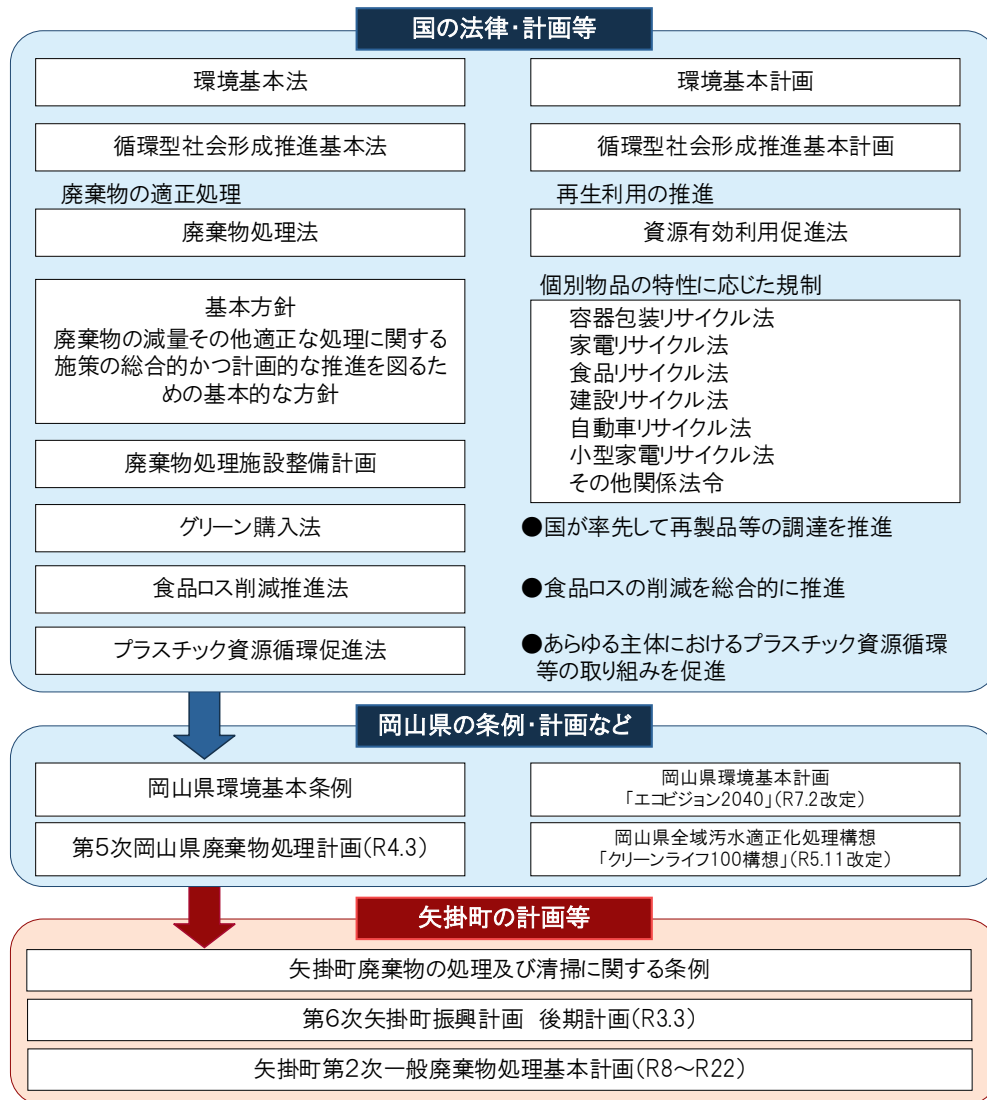 国の法律・計画等
環境基本法
環境基本計画
循環型社会形成推進基本法
循環型社会形成推進基本計画
廃棄物の適正処理
再生利用の推進
廃棄物処理法
資源有効利用促進法
基本方針
廃棄物の減量その他適正な処理に関する
施策の総合的かつ計画的な推進を図るた
めの基本的な方針
個別物品の特性に応じた規制
容器包装リサイクル法
家電リサイクル法
食品リサイクル法
建設リサイクル法
自動車リサイクル法
小型家電リサイクル法
その他関係法令
廃棄物処理施設整備計画
グリーン購入法
●国が率先して再製品等の調達を推進
食品ロス削減推進法
●食品ロスの削減を総合的に推進
プラスチック資源循環促進法
●あらゆる主体におけるプラスチック資源循環
等の取り組みを促進
岡山県の条例・計画など
岡山県環境基本条例
岡山県環境基本計画
「エコビジョン2040」(R7.2改定)
第5次岡山県廃棄物処理計画(R4.3)
岡山県全域汚水適正化処理構想
「クリーンライフ100構想」(R5.11改定)
矢掛町の計画等
矢掛町廃棄物の処理及び清掃に関する条例
第6次矢掛町振興計画 後期計画(R3.3)
矢掛町第2次一般廃棄物処理基本計画(R8～R22)